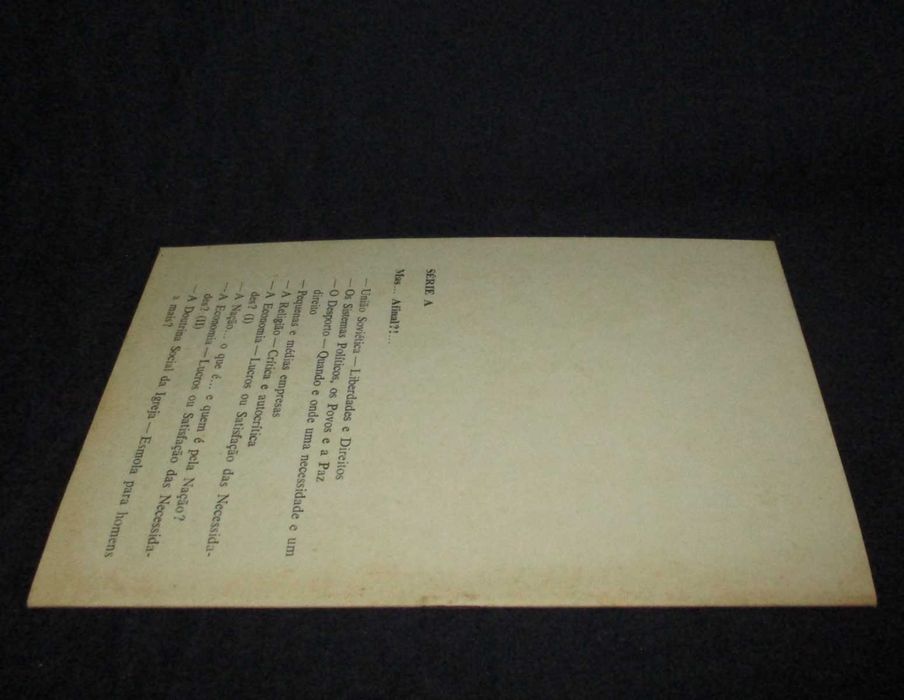 SÉRIE A
Mas... Afinal?!...
— União Soviética — Liberdades e Direitos
— Os Sistemas Políticos, os Povos e a Paz
— O Desporto — Quando e onde uma necessidade e um
direito
— Pequenas e médias empresas
— A Religião — Crítica e autocrítica
— A Economia — Lucros ou Satisfação das Necessida-
des? (I)
— A Nação... o que é... e quem é pela Nação?
— A Economia — Lucros ou Satisfação das Necessida-
des? (II)
— A Doutrina Social da Igreja — Esmola para homens
a mais?